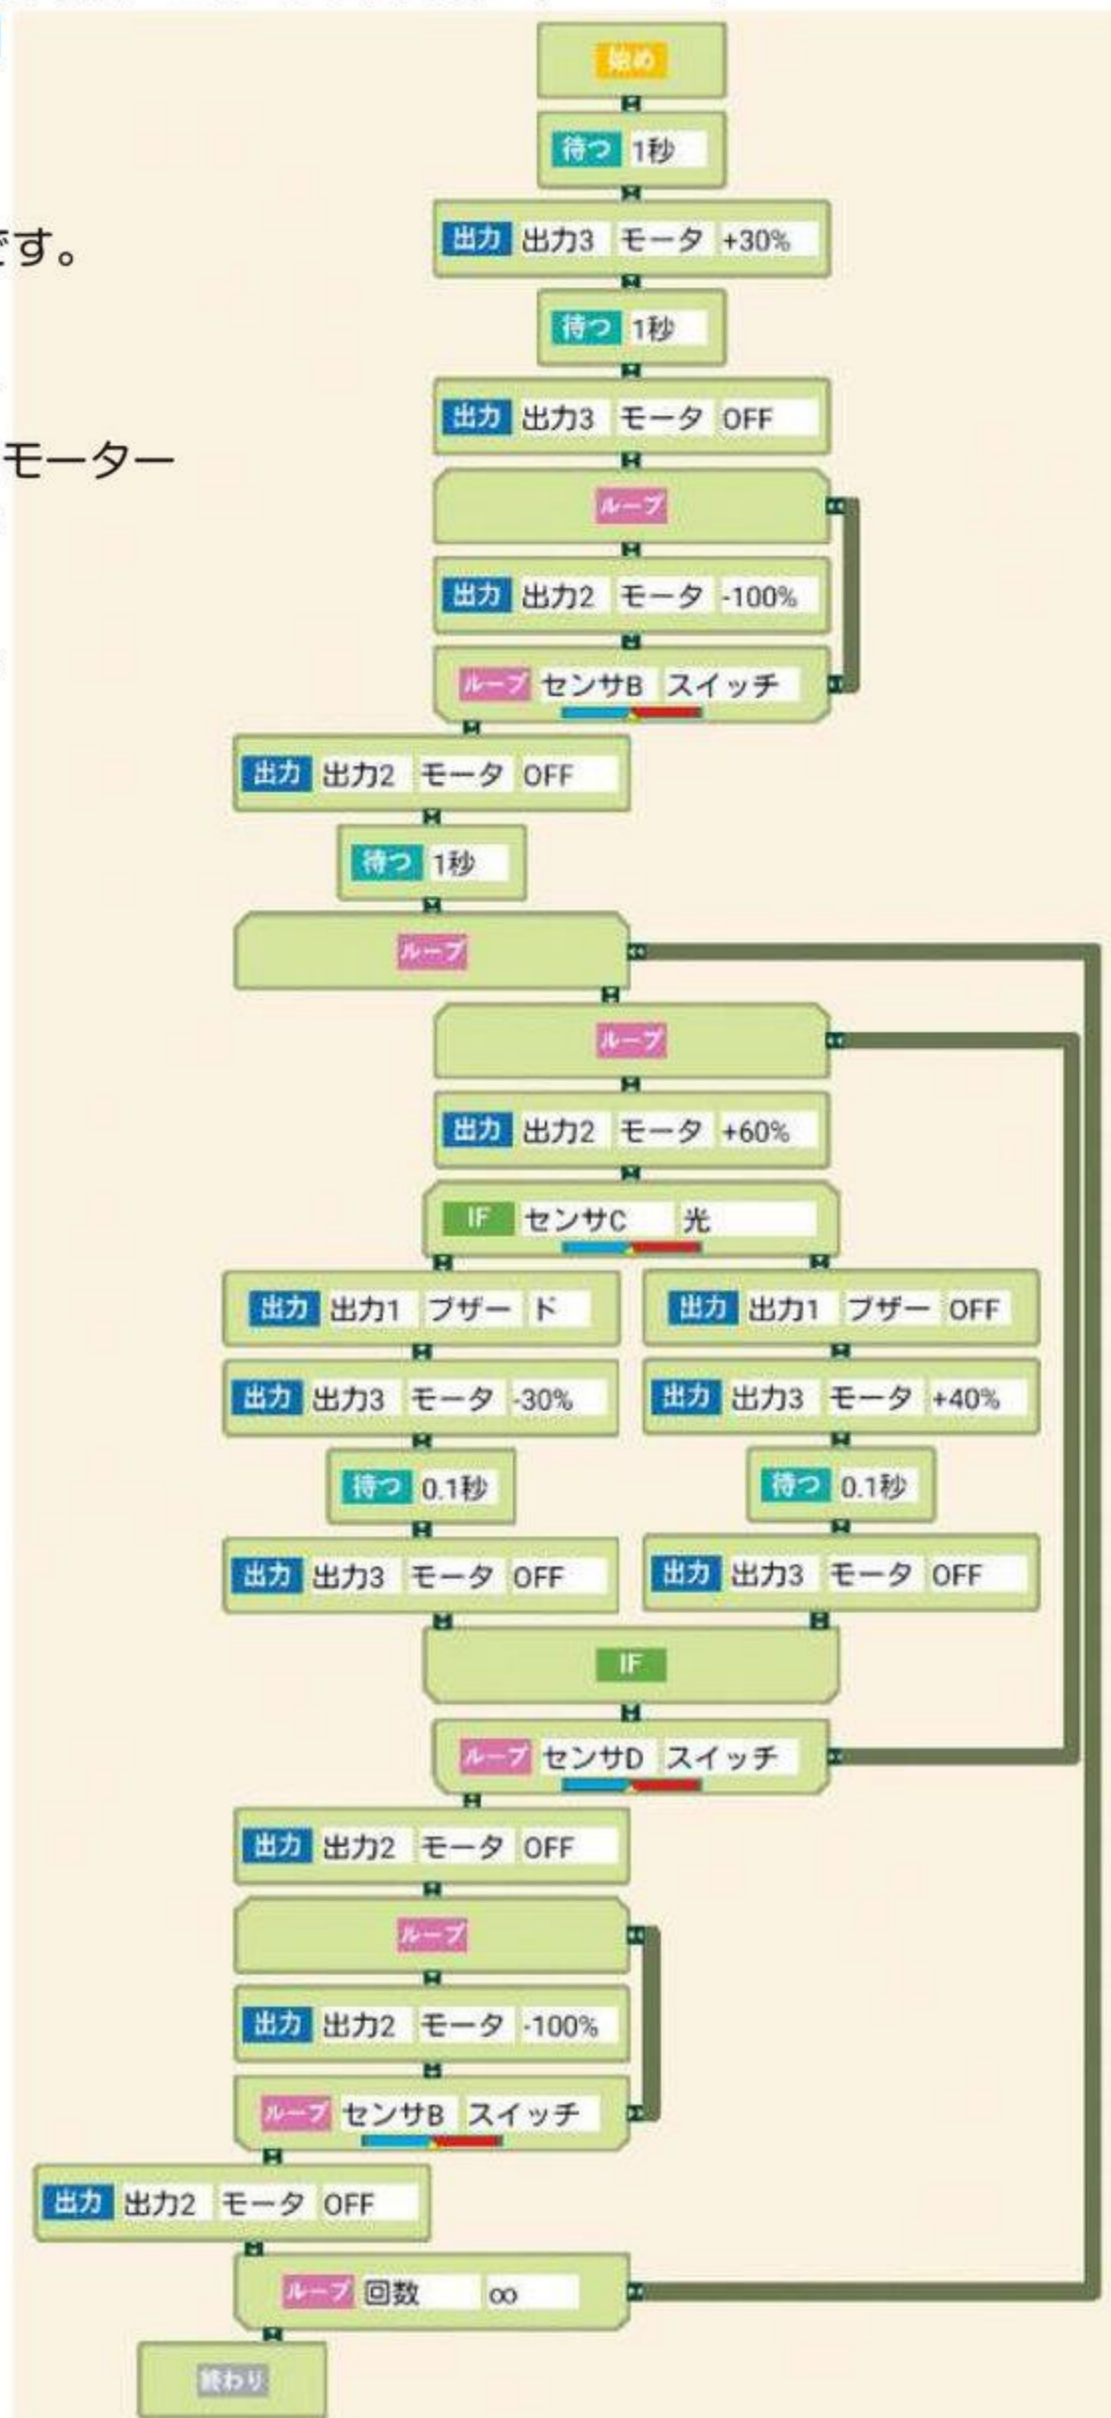 始め
待つ 1秒
です。
出力 出力3 モータ +30%
待つ 1秒
出力 出力3 モータ OFF
モーター
ループ
出力 出力2 モータ -100%
ループ センサB スイッチ
出力 出力2 モータ OFF
待つ 1秒
ループ
ループ
出力 出力2 モータ +60%
IF センサC 光
出力 出力1 ブザー ド 出力 出力1 ブザー OFF
出力 出力3 モータ -30% 出力 出力3 モータ +40%
待つ 0.1秒 待つ 0.1秒
出力 出力3 モータ OFF 出力 出力3 モータ OFF
IF
ループ センサD スイッチ
出力 出力2 モータ OFF
ループ
出力 出力2 モータ -100%
ループ センサB スイッチ
出力 出力2 モータ OFF
ループ 回数 ∞
終わり